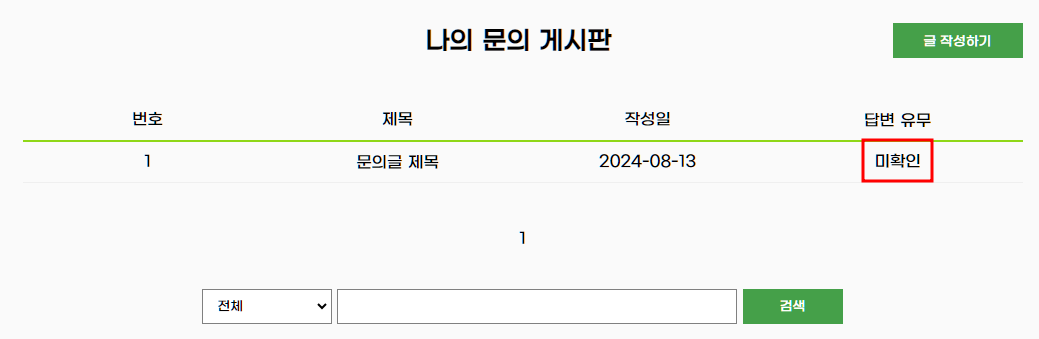 나의 문의 게시판
글 작성하기
번호 제목 작성일 답변 유무
1 문의글 제목 2024-08-13 미확인
1
전체 검색